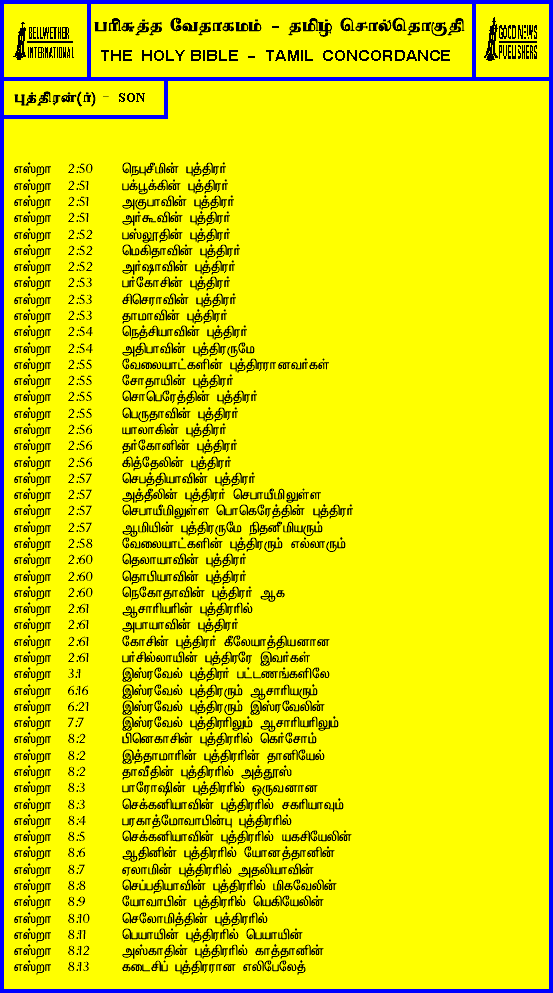 BELLWETHER
INTERNATIONAL
பரிசுத்த வேதாகமம் - தமிழ் சொல்தொகுதி
THE HOLY BIBLE - TAMIL CONCORDANCE
GOOD NEWS
PUBLISHERS
புத்திரன்(ர்) - SON
எஸ்றா 2:50 நெபுசீமின் புத்திரர்
எஸ்றா 2:51 பக்பூக்கின் புத்திரர்
எஸ்றா 2:51 அகுபாவின் புத்திரர்
எஸ்றா 2:51 அர்கூவின் புத்திரர்
எஸ்றா 2:52 பஸ்லூதின் புத்திரர்
எஸ்றா 2:52 மெகிதாவின் புத்திரர்
எஸ்றா 2:52 அர்ஷாவின் புத்திரர்
எஸ்றா 2:53 பர்கோசின் புத்திரர்
எஸ்றா 2:53 சிசெராவின் புத்திரர்
எஸ்றா 2:53 தாமாவின் புத்திரர்
எஸ்றா 2:54 நெத்சியாவின் புத்திரர்
எஸ்றா 2:54 அதிபாவின் புத்திரருமே
எஸ்றா 2:55 வேலையாட்களின் புத்திரரானவர்கள்
எஸ்றா 2:55 சோதாயின் புத்திரர்
எஸ்றா 2:55 சொபெரேத்தின் புத்திரர்
எஸ்றா 2:55 பெருதாவின் புத்திரர்
எஸ்றா 2:56 யாலாகின் புத்திரர்
எஸ்றா 2:56 தர்கோனின் புத்திரர்
எஸ்றா 2:56 கித்தேலின் புத்திரர்
எஸ்றா 2:57 செபத்தியாவின் புத்திரர்
எஸ்றா 2:57 அத்தீலின் புத்திரர் செபாயீமிலுள்ள
எஸ்றா 2:57 செபாயீமிலுள்ள பொகெரேத்தின் புத்திரர்
எஸ்றா 2:57 ஆமியின் புத்திரருமே நிதனீமியரும்
எஸ்றா 2:58 வேலையாட்களின் புத்திரரும் எல்லாரும்
எஸ்றா 2:60 தெலாயாவின் புத்திரர்
எஸ்றா 2:60 தொபியாவின் புத்திரர்
எஸ்றா 2:60 நெகோதாவின் புத்திரர் ஆக
எஸ்றா 2:61 ஆசாரியரின் புத்திரரில்
எஸ்றா 2:61 அபாயாவின் புத்திரர்
எஸ்றா 2:61 கோசின் புத்திரர் கீலேயாத்தியனான
எஸ்றா 2:61 பர்சில்லாயின் புத்திரரே இவர்கள்
எஸ்றா 3:1 இஸ்ரவேல் புத்திரர் பட்டணங்களிலே
எஸ்றா 6:16 இஸ்ரவேல் புத்திரரும் ஆசாரியரும்
எஸ்றா 6:21 இஸ்ரவேல் புத்திரரும் இஸ்ரவேலின்
எஸ்றா 7:7 இஸ்ரவேல் புத்திரரிலும் ஆசாரியரிலும்
எஸ்றா 8:2 பினெகாசின் புத்திரரில் கெர்சோம்
எஸ்றா 8:2 இத்தாமாரின் புத்திரரின் தானியேல்
எஸ்றா 8:2 தாவீதின் புத்திரரில் அத்தூஸ்
எஸ்றா 8:3 பாரோஷின் புத்திரரில் ஒருவனான
எஸ்றா 8:3 செக்கனியாவின் புத்திரரில் சகரியாவும்
எஸ்றா 8:4 பரகாத்மோவாபின்பு புத்திரரில்
எஸ்றா 8:5 செக்கனியாவின் புத்திரரில் யகசியேலின்
எஸ்றா 8:6 ஆதினின் புத்திரரில் யோனத்தானின்
எஸ்றா 8:7 ஏலாமின் புத்திரரில் அதலியாவின்
எஸ்றா 8:8 செப்பதியாவின் புத்திரரில் மிகவேலின்
எஸ்றா 8:9 யோவாபின் புத்திரரில் யெகியேலின்
எஸ்றா 8:10 செலோமித்தின் புத்திரரில்
எஸ்றா 8:11 பெயாயின் புத்திரரில் பெயாயின்
எஸ்றா 8:12 அஸ்காதின் புத்திரரில் காத்தானின்
எஸ்றா 8:13 கடைசிப் புத்திரரான எலிபேலேத்